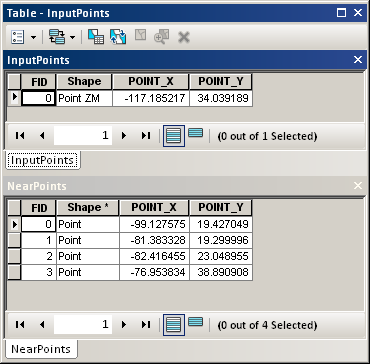 Table - InputPoints
InputPoints
FID Shape POINT_X POINT_Y
0 Point ZM -117.185217 34.039189
1 (0 out of 1 Selected)
InputPoints
NearPoints
FID Shape * POINT_X POINT_Y
0 Point -99.127575 19.427049
1 Point -81.383328 19.299996
2 Point -82.416455 23.048955
3 Point -76.953834 38.890908
1 (0 out of 4 Selected)
NearPoints